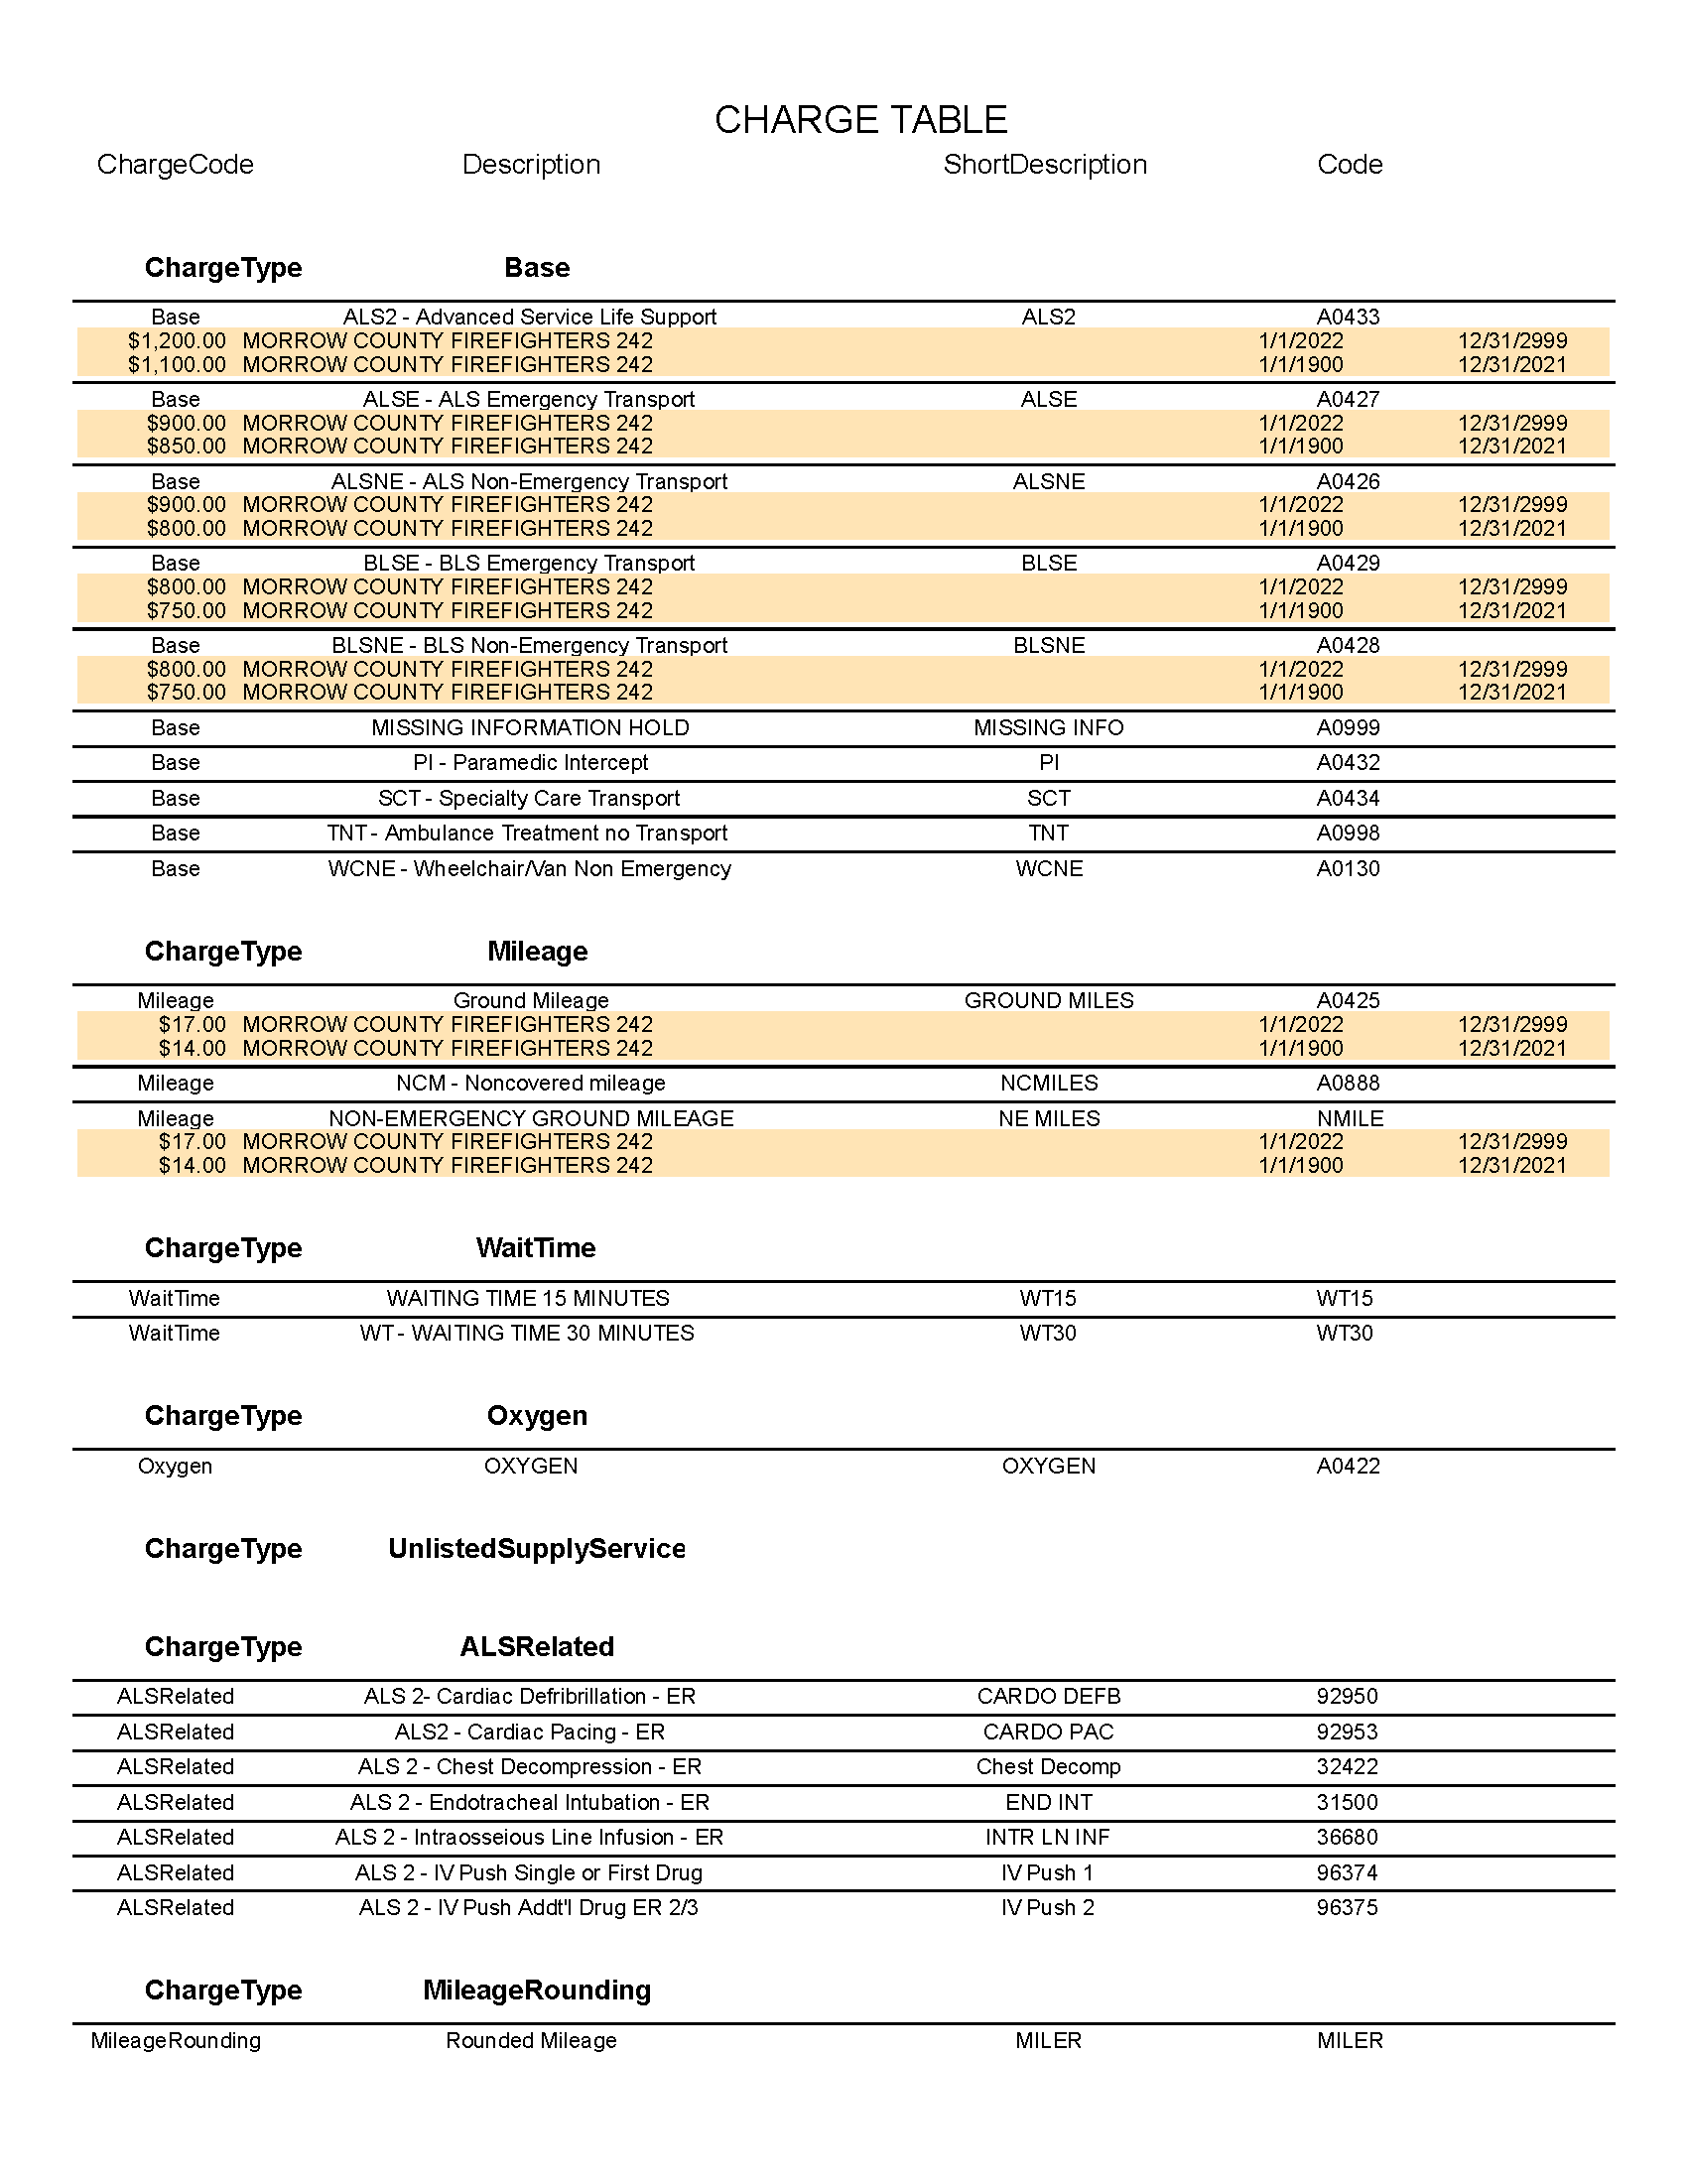 CHARGE TABLE
ChargeCode Description ShortDescription Code
ChargeType Base
Base ALS2 - Advanced Service Life Support ALS2 A0433
$1,200.00 MORROW COUNTY FIREFIGHTERS 242 1/1/2022 12/31/2999
$1,100.00 MORROW COUNTY FIREFIGHTERS 242 1/1/1900 12/31/2021
Base ALSE - ALS Emergency Transport ALSE A0427
$900.00 MORROW COUNTY FIREFIGHTERS 242 1/1/2022 12/31/2999
$850.00 MORROW COUNTY FIREFIGHTERS 242 1/1/1900 12/31/2021
Base ALSNE - ALS Non-Emergency Transport ALSNE A0426
$900.00 MORROW COUNTY FIREFIGHTERS 242 1/1/2022 12/31/2999
$800.00 MORROW COUNTY FIREFIGHTERS 242 1/1/1900 12/31/2021
Base BLSE - BLS Emergency Transport BLSE A0429
$800.00 MORROW COUNTY FIREFIGHTERS 242 1/1/2022 12/31/2999
$750.00 MORROW COUNTY FIREFIGHTERS 242 1/1/1900 12/31/2021
Base BLSNE - BLS Non-Emergency Transport BLSNE A0428
$800.00 MORROW COUNTY FIREFIGHTERS 242 1/1/2022 12/31/2999
$750.00 MORROW COUNTY FIREFIGHTERS 242 1/1/1900 12/31/2021
Base MISSING INFORMATION HOLD MISSING INFO A0999
Base PI - Paramedic Intercept PI A0432
Base SCT - Specialty Care Transport SCT A0434
Base TNT - Ambulance Treatment no Transport TNT A0998
Base WCNE - Wheelchair/Van Non Emergency WCNE A0130
ChargeType Mileage
Mileage Ground Mileage GROUND MILES A0425
$17.00 MORROW COUNTY FIREFIGHTERS 242 1/1/2022 12/31/2999
$14.00 MORROW COUNTY FIREFIGHTERS 242 1/1/1900 12/31/2021
Mileage NCM - Noncovered mileage NCMILES A0888
Mileage NON-EMERGENCY GROUND MILEAGE NE MILES NMILE
$17.00 MORROW COUNTY FIREFIGHTERS 242 1/1/2022 12/31/2999
$14.00 MORROW COUNTY FIREFIGHTERS 242 1/1/1900 12/31/2021
ChargeType WaitTime
WaitTime WAITING TIME 15 MINUTES WT15 WT15
WaitTime WT - WAITING TIME 30 MINUTES WT30 WT30
ChargeType Oxygen
Oxygen OXYGEN OXYGEN A0422
ChargeType UnlistedSupplyService
ChargeType ALSRelated
ALSRelated ALS 2- Cardiac Defribrillation - ER CARDO DEFB 92950
ALSRelated ALS2 - Cardiac Pacing - ER CARDO PAC 92953
ALSRelated ALS 2 - Chest Decompression - ER Chest Decomp 32422
ALSRelated ALS 2 - Endotracheal Intubation - ER END INT 31500
ALSRelated ALS 2 - Intraosseious Line Infusion - ER INTR LN INF 36680
ALSRelated ALS 2 - IV Push Single or First Drug IV Push 1 96374
ALSRelated ALS 2 - IV Push Addt'l Drug ER 2/3 IV Push 2 96375
ChargeType MileageRounding
MileageRounding Rounded Mileage MILER MILER